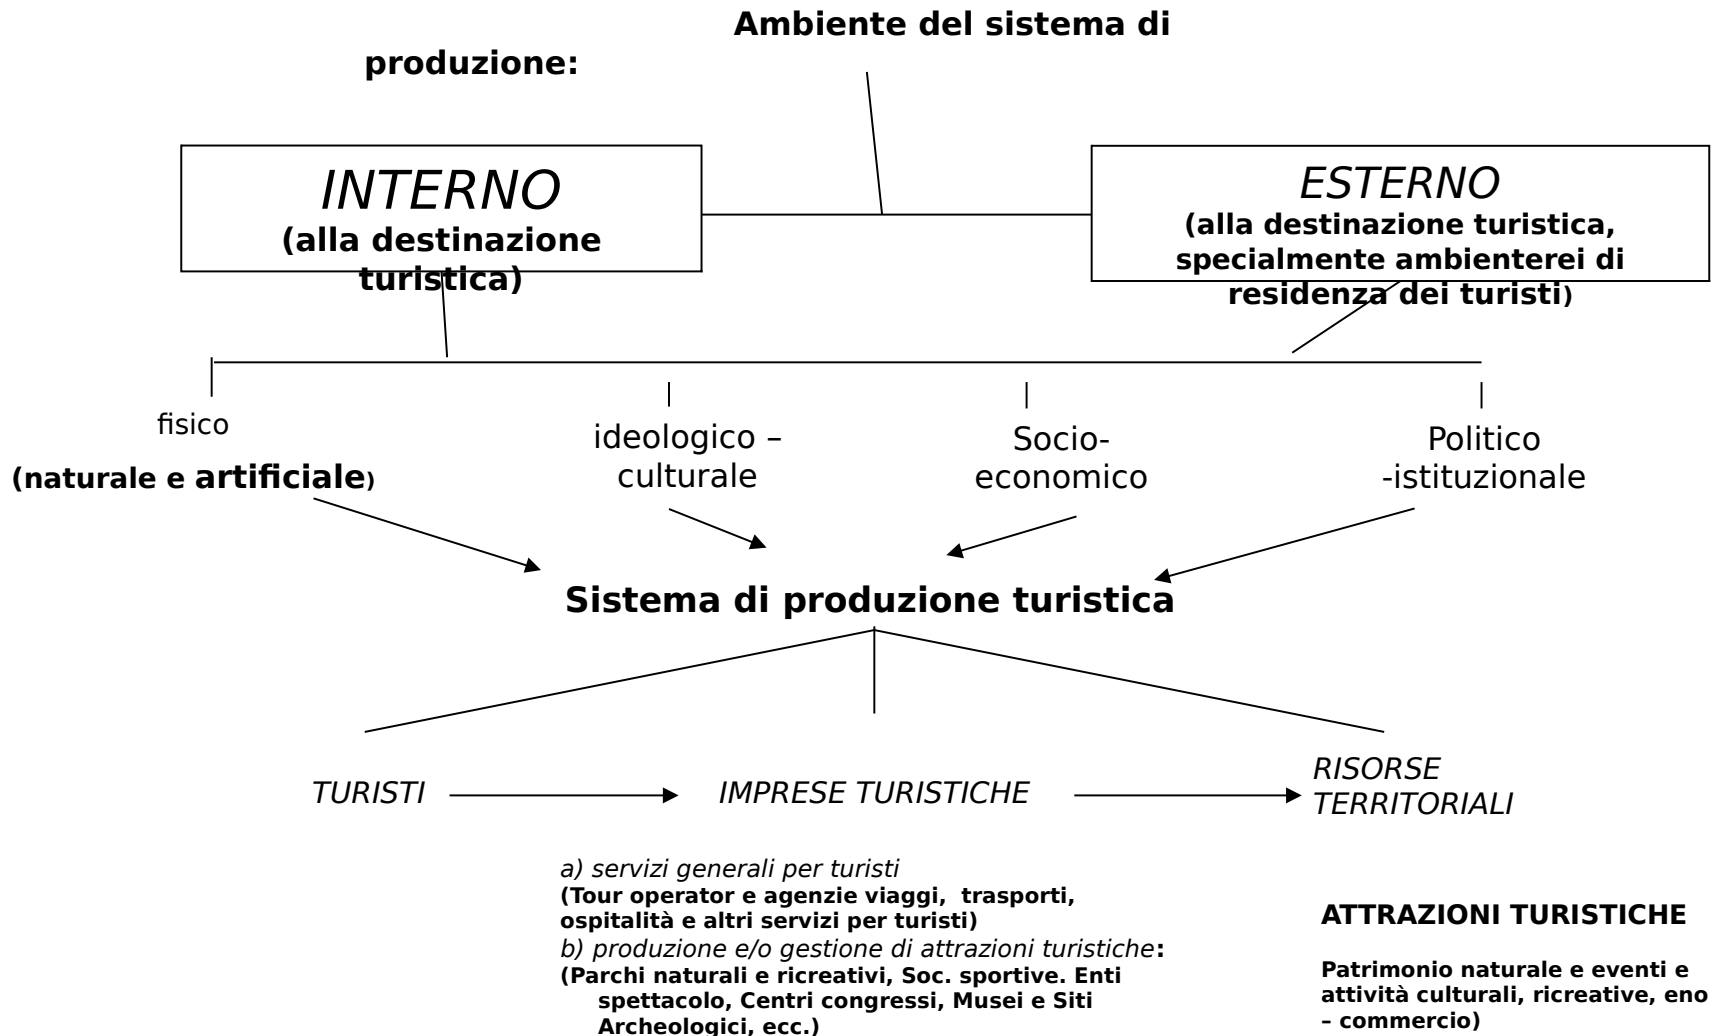 Ambiente del sistema di
produzione:
INTERNO
(alla destinazione
turistica)
ESTERNO
(alla destinazione turistica,
specialmente ambienterei di
residenza dei turisti)
fisico
(naturale e artificiale)
ideologico –
culturale
Socio-
economico
Politico
-istituzionale
Sistema di produzione turistica
TURISTI
IMPRESE TURISTICHE
RISORSE
TERRITORIALI
a) servizi generali per turisti
(Tour operator e agenzie viaggi,  trasporti,
ospitalità e altri servizi per turisti)
b) produzione e/o gestione di attrazioni turistiche:
(Parchi naturali e ricreativi, Soc. sportive. Enti
spettacolo, Centri congressi, Musei e Siti
Archeologici, ecc.)
ATTRAZIONI TURISTICHE
Patrimonio naturale e eventi e
attività culturali, ricreative, eno
– commercio)